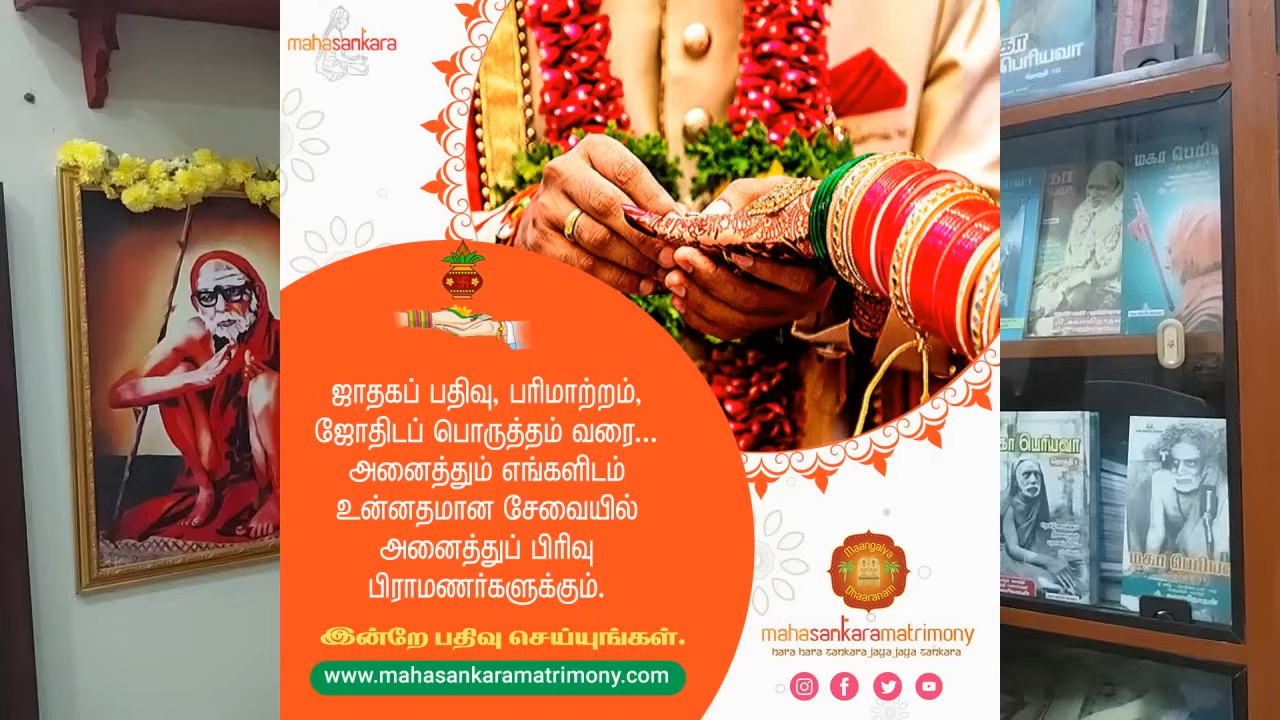 mahasankara
ஜாதகப் பதிவு, பரிமாற்றம்,
ஜோதிடப் பொருத்தம் வரை...
அனைத்தும் எங்களிடம்
உன்னதமான சேவையில்
அனைத்துப் பிரிவு
பிராமணர்களுக்கும்.
இன்றே பதிவு செய்யுங்கள்.
www.mahasankaramatrimony.com
Maangalya
Dhaaranam
mahasankaramatrimony
hara hara sankara jaya jaya sankara
பெரியவா
மகா பெரி
பெரியவா
மகா பெரியவ